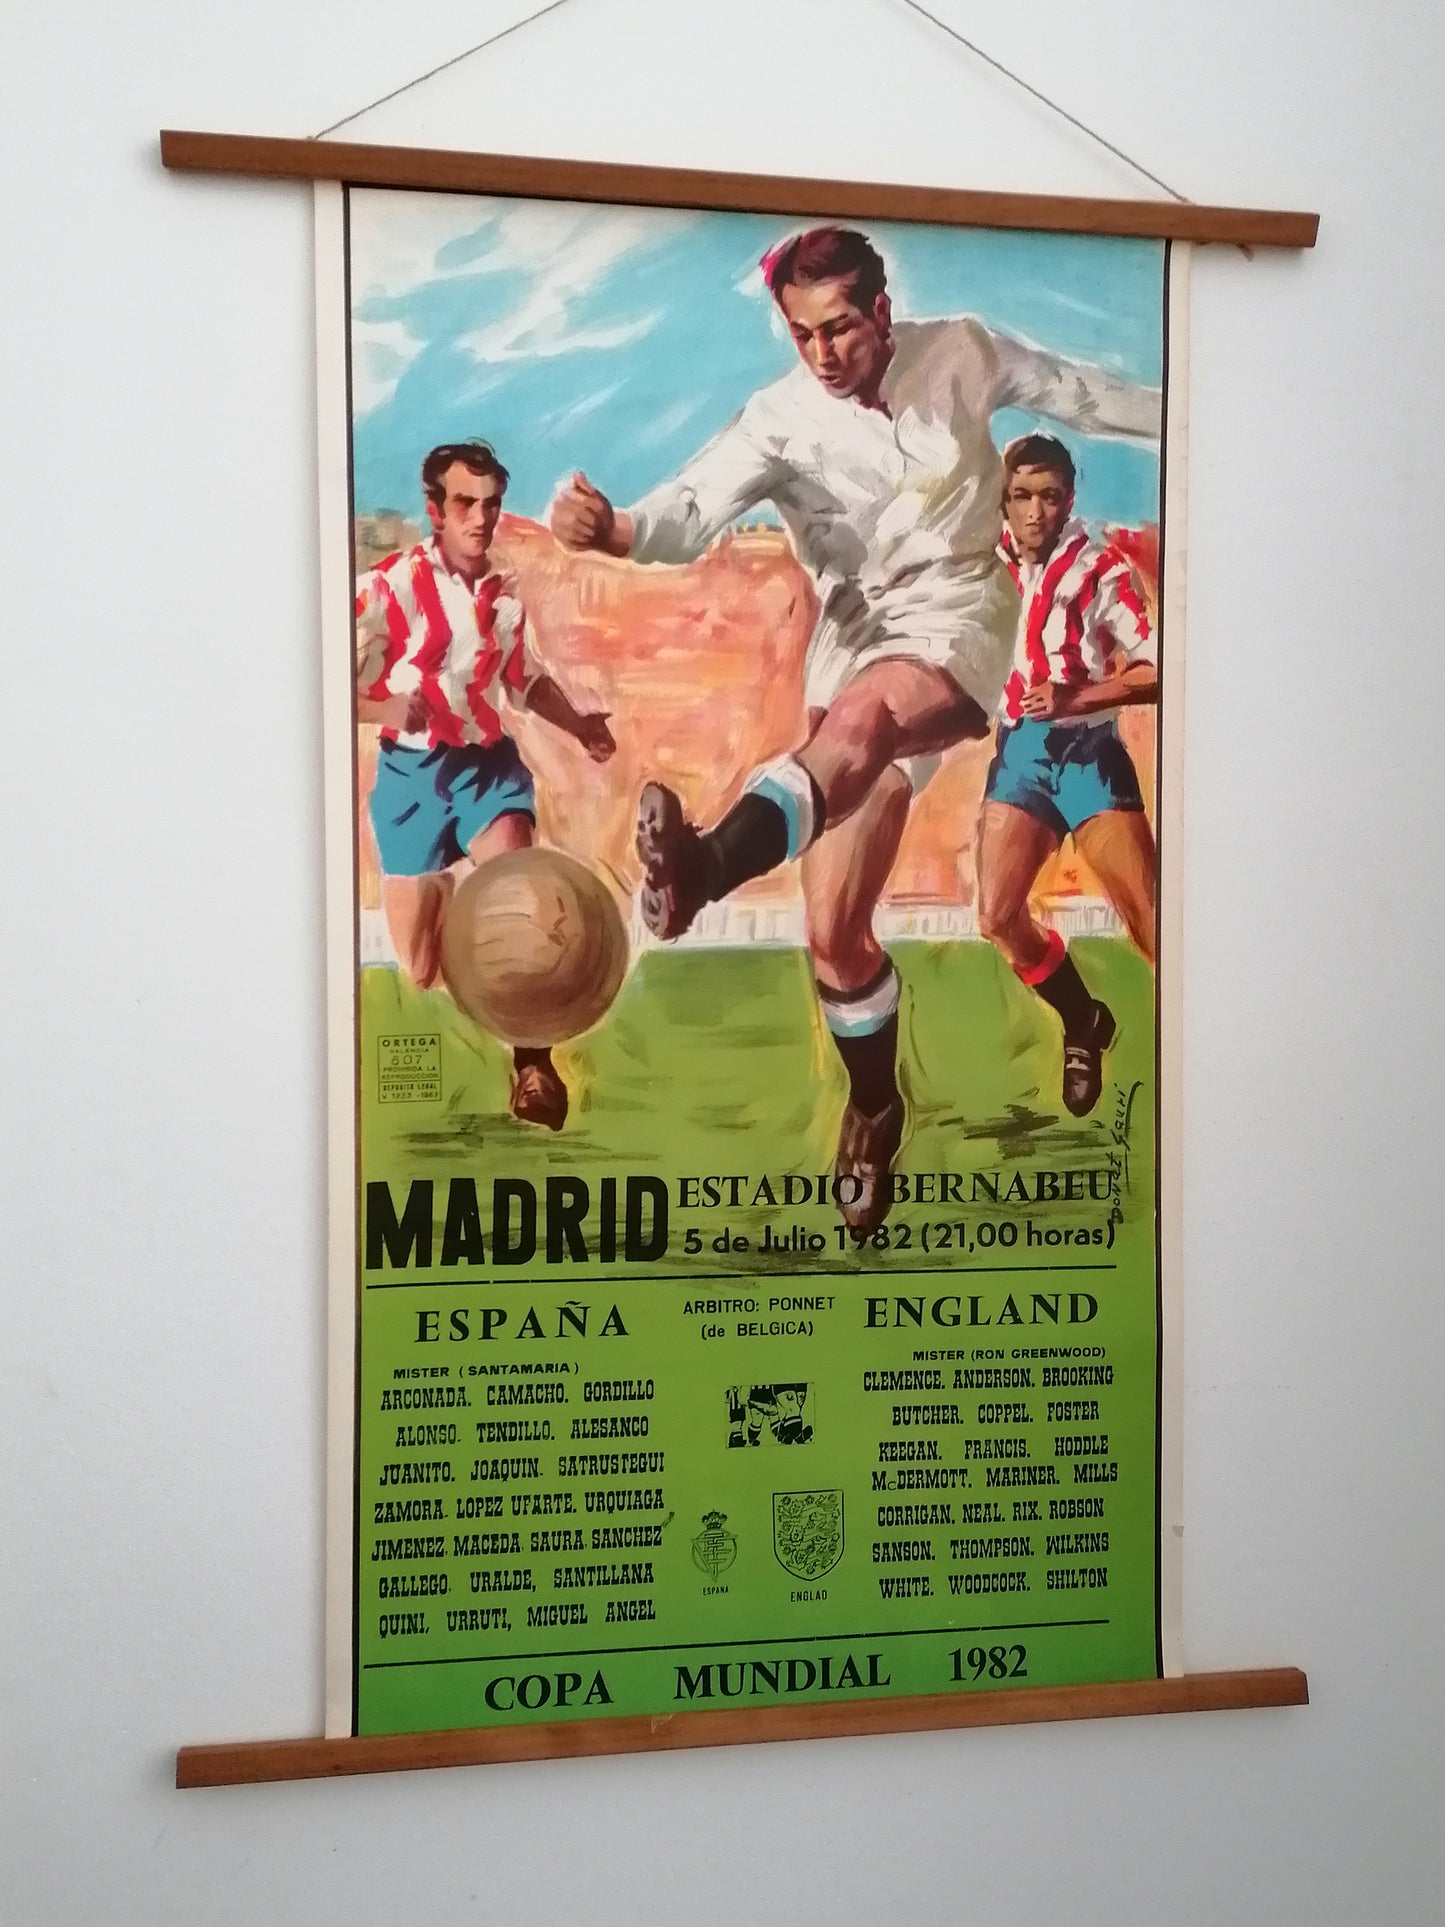 ORTEGA
VALENCIA
807
PROHIBIDA LA
REPRODUCCION
DEPOSITO LEGAL
V. 1233 - 1963
MADRID
ESTADIO BERNABEU
5 de Julio 1982 (21,00 horas)
ESPAÑA
MISTER (SANTAMARIA)
ARCONADA. CAMACHO. GORDILLO
ALONSO. TENDILLO. ALESANCO
JUANITO. JOAQUIN. SATRUSTEGUI
ZAMORA. LOPEZ UFARTE. URQUIAGA
JIMENEZ. MACEDA. SAURA. SANCHEZ
GALLEGO. URALDE, SANTILLANA
QUINI, URRUTI, MIGUEL ANGEL
ARBITRO: PONNET
(de BELGICA)
ESPAÑA
ENGLAD
ENGLAND
MISTER (RON GREENWOOD)
CLEMENCE. ANDERSON. BROOKING
BUTCHER. COPPEL. FOSTER
KEEGAN. FRANCIS. HODDLE
McDERMOTT. MARINER. MILLS
CORRIGAN. NEAL. RIX. ROBSON
SANSON. THOMPSON. WILKINS
WHITE. WOODCOCK. SHILTON
COPA MUNDIAL 1982